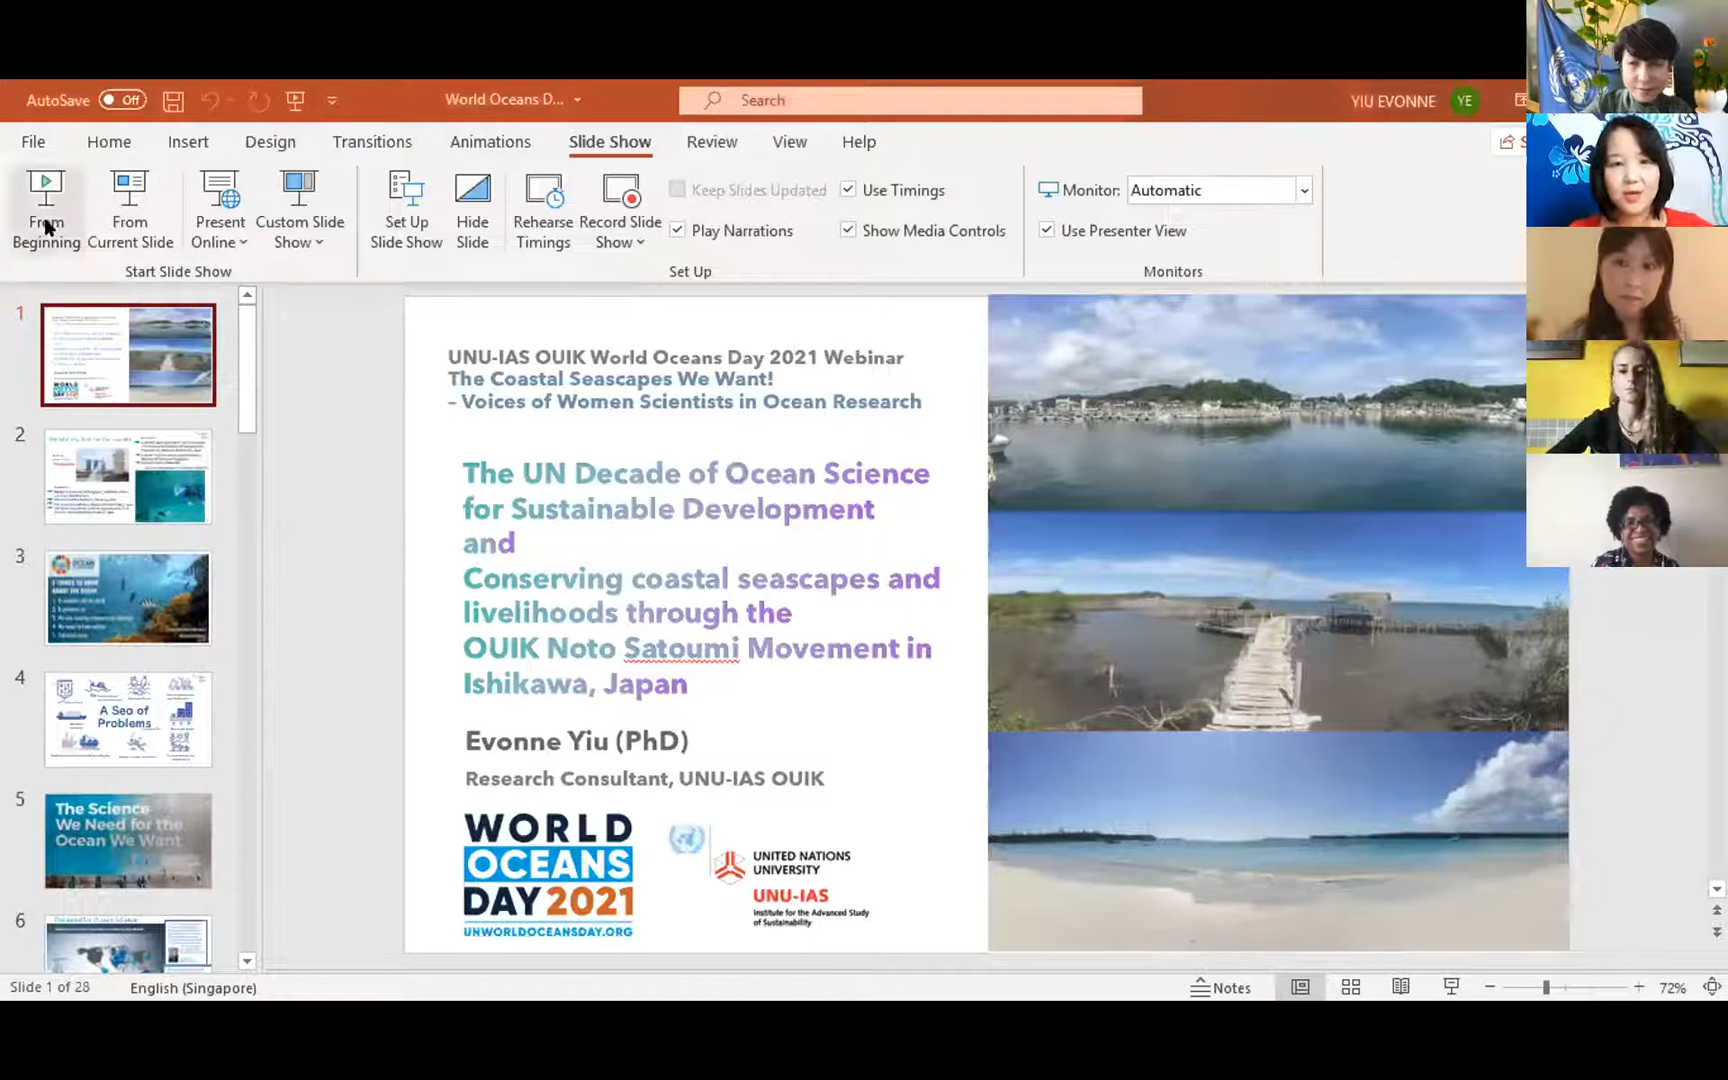 AutoSave Off World Oceans D... Search YIU EVONNE YE
File Home Insert Design Transitions Animations Slide Show Review View Help
From Beginning
From Current Slide
Present Online
Custom Slide Show
Set Up Slide Show
Hide Slide
Rehearse Timings
Record Slide Show
Keep Slides Updated
Play Narrations
Use Timings
Show Media Controls
Monitor: Automatic
Use Presenter View
Start Slide Show Set Up Monitors
1
2
3
4
A Sea of
Problems
5
The Science
We Need for the
Ocean We Want
6
UNU-IAS OUIK World Oceans Day 2021 Webinar
The Coastal Seascapes We Want!
– Voices of Women Scientists in Ocean Research
The UN Decade of Ocean Science
for Sustainable Development
and
Conserving coastal seascapes and
livelihoods through the
OUIK Noto Satoumi Movement in
Ishikawa, Japan
Evonne Yiu (PhD)
Research Consultant, UNU-IAS OUIK
WORLD
OCEANS
DAY 2021
UNWORLDOCEANSDAY.ORG
UNITED NATIONS
UNIVERSITY
UNU-IAS
Institute for the Advanced Study
of Sustainability
Slide 1 of 28 English (Singapore) Notes 72%